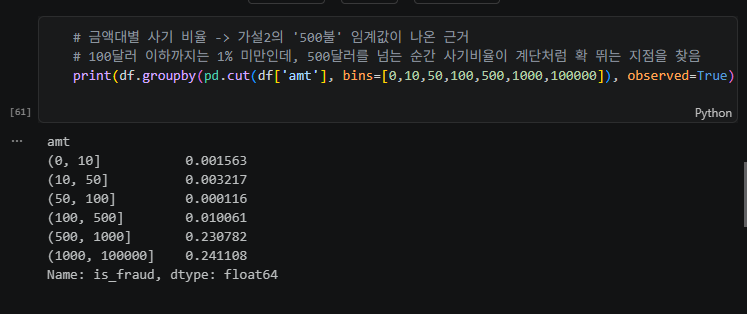 # 금액대별 사기 비율 -> 가설2의 '500불' 임계값이 나온 근거
# 100달러 이하까지는 1% 미만인데, 500달러를 넘는 순간 사기비율이 계단처럼 확 뛰는 지점을 찾음
print(df.groupby(pd.cut(df['amt'], bins=[0,10,50,100,500,1000,100000]), observed=True)
[61]
Python
...
amt
(0, 10] 0.001563
(10, 50] 0.003217
(50, 100] 0.000116
(100, 500] 0.010061
(500, 1000] 0.230782
(1000, 100000] 0.241108
Name: is_fraud, dtype: float64